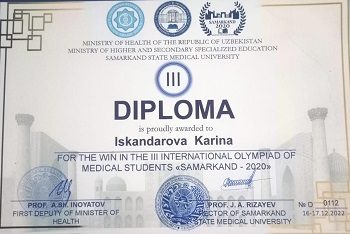 SAMARKAND
2020
MINISTRY OF HEALTH OF THE REPUBLIC OF UZBEKISTAN
MINISTRY OF HIGHER AND SECONDARY SPECIALIZED EDUCATION
SAMARKAND STATE MEDICAL UNIVERSITY
III
DIPLOMA
is proudly awarded to
Iskandarova Karina
FOR THE WIN IN THE III INTERNATIONAL OLYMPIAD OF
MEDICAL STUDENTS «SAMARKAND - 2020»
PROF. A.SH. INOYATOV
FIRST DEPUTY OF MINISTER OF
HEALTH
PROF. J. A. RIZAYEV
RECTOR OF SAMARKAND
STATE MEDICAL UNIVERSITY
№ D 0112
16-17.12.2022